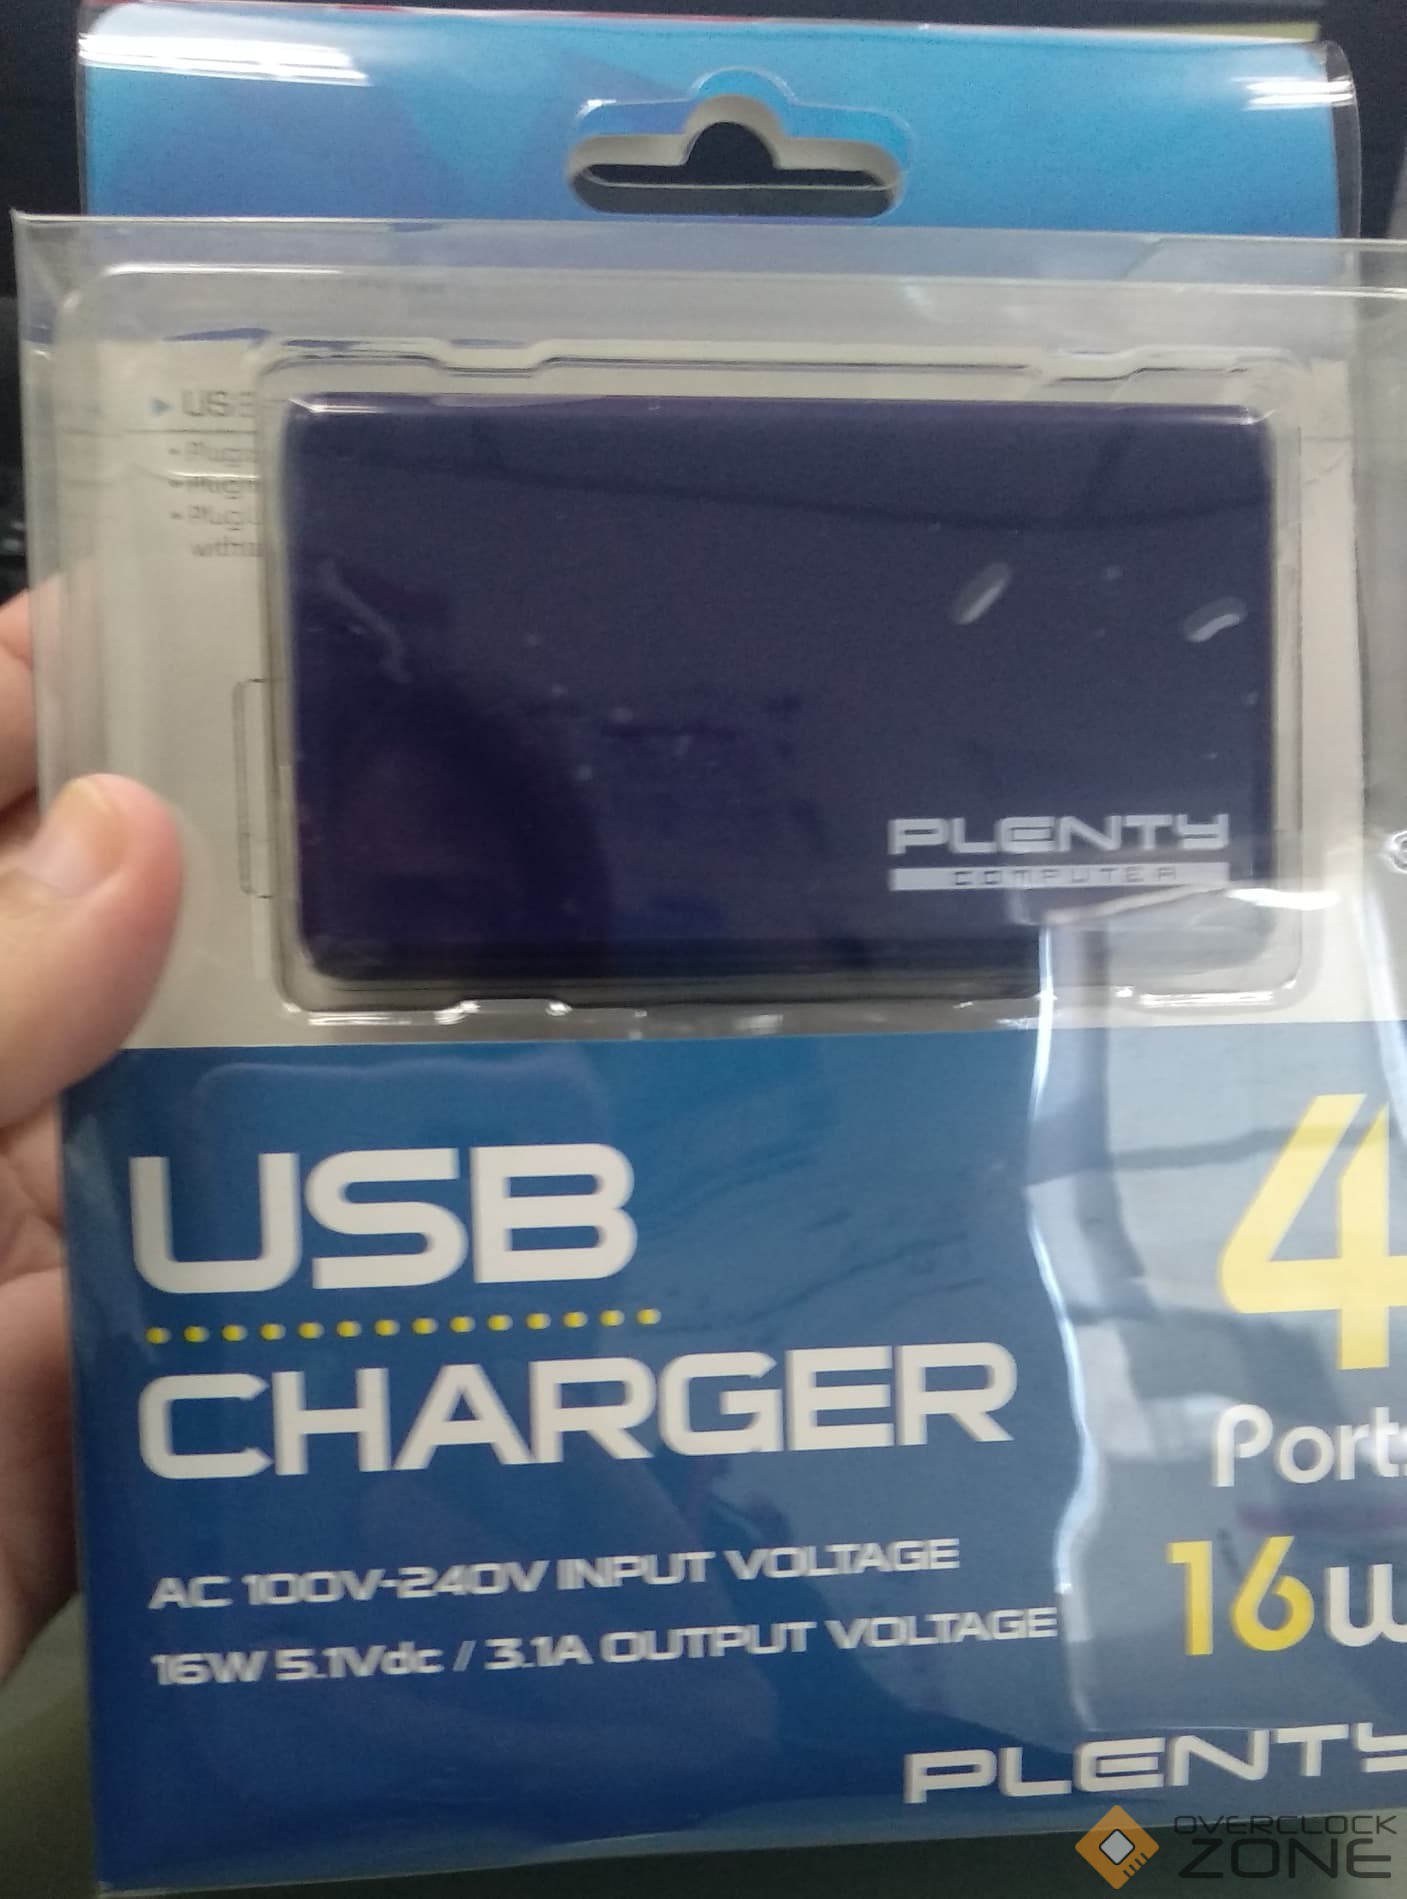 PLENTY
COMPUTER
USB
CHARGER
AC 100V-240V INPUT VOLTAGE
16W 5.1Vdc / 3.1A OUTPUT VOLTAGE
4
Ports
16W
PLENTY
OVERCLOCK
ZONE